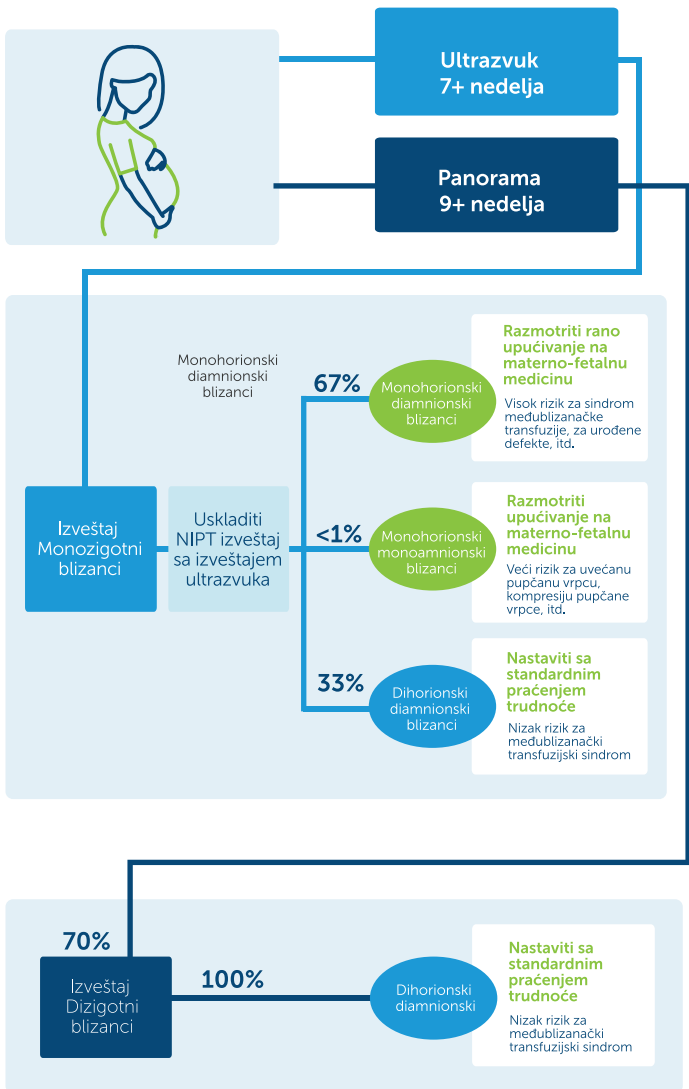 Ultrazvuk
7+ nedelja
Panorama
9+ nedelja
Monohorionski
diamnionski
blizanci
67%
Monohorionski
diamnionski
blizanci
Razmotriti rano
upućivanje na
materno-fetalnu
medicinu
Visok rizik za sindrom
međublizanačke
transfuzije, za urođene
defekte, itd.
Izveštaj
Monozigotni
blizanci
Uskladiti
NIPT izveštaj
sa izveštajem
ultrazvuka
<1%
Monohorionski
monoamnionski
blizanci
Razmotriti
upućivanje na
materno-fetalnu
medicinu
Veći rizik za uvećanu
pupčanu vrpcu,
kompresiju pupčane
vrpce, itd.
33%
Dihorionski
diamnionski
blizanci
Nastaviti sa
standardnim
praćenjem
trudnoće
Nizak rizik za
međublizanački
transfuzijski sindrom
70%
Izveštaj
Dizigotni
blizanci
100%
Dihorionski
diamnionski
Nastaviti sa
standardnim
praćenjem
trudnoće
Nizak rizik za
međublizanački
transfuzijski sindrom